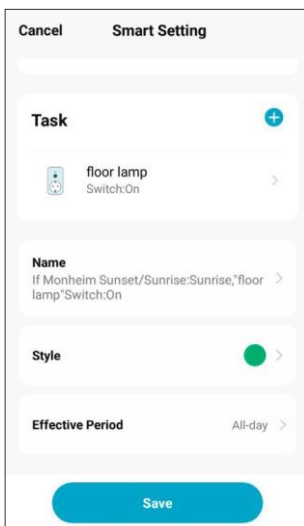 Cancel Smart Setting
Task
floor lamp
Switch:On
Name
If Monheim Sunset/Sunrise:Sunrise,"floor
lamp"Switch:On
Style
Effective Period All-day
Save